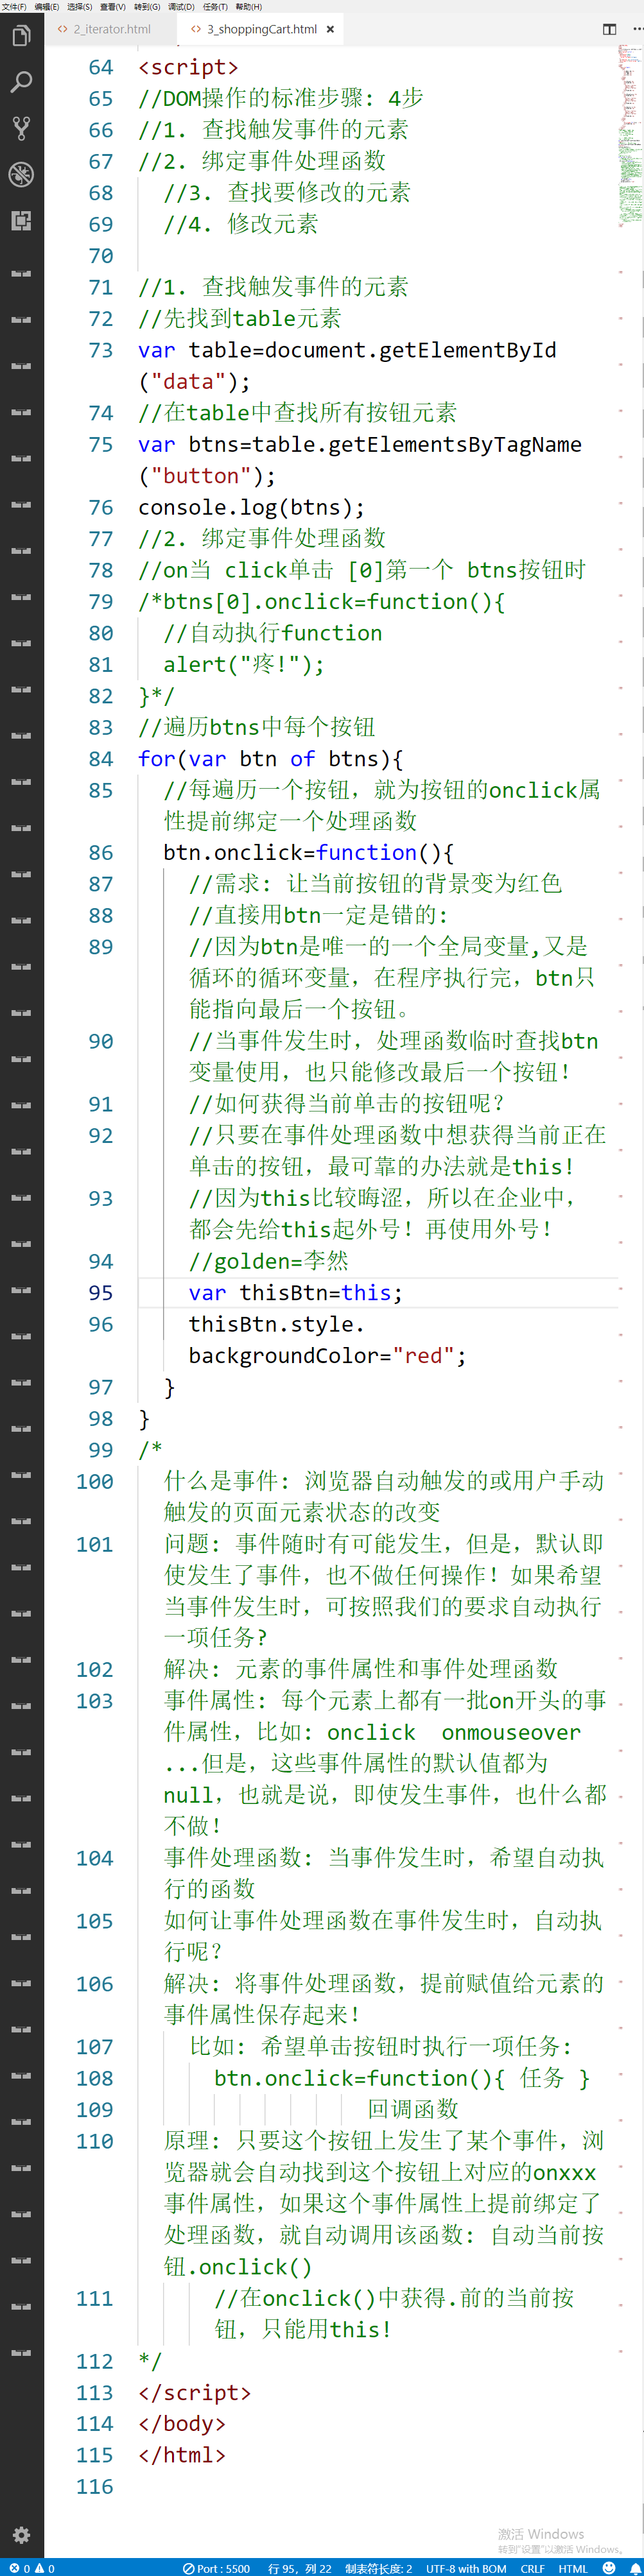 文件(F) 编辑(E) 选择(S) 查看(V) 转到(G) 调试(D) 任务(T) 帮助(H)
2_iterator.html
3_shoppingCart.html
64 <script>
65 //DOM操作的标准步骤: 4步
66 //1. 查找触发事件的元素
67 //2. 绑定事件处理函数
68 //3. 查找要修改的元素
69 //4. 修改元素
70
71 //1. 查找触发事件的元素
72 //先找到table元素
73 var table=document.getElementById
("data");
74 //在table中查找所有按钮元素
75 var btns=table.getElementsByTagName
("button");
76 console.log(btns);
77 //2. 绑定事件处理函数
78 //on当 click单击 [0]第一个 btns按钮时
79 /*btns[0].onclick=function(){
80 //自动执行function
81 alert("疼!");
82 }*/
83 //遍历btns中每个按钮
84 for(var btn of btns){
85 //每遍历一个按钮，就为按钮的onclick属
性提前绑定一个处理函数
86 btn.onclick=function(){
87 //需求: 让当前按钮的背景变为红色
88 //直接用btn一定是错的:
89 //因为btn是唯一的一个全局变量,又是
循环的循环变量，在程序执行完，btn只
能指向最后一个按钮。
90 //当事件发生时，处理函数临时查找btn
变量使用，也只能修改最后一个按钮！
91 //如何获得当前单击的按钮呢？
92 //只要在事件处理函数中想获得当前正在
单击的按钮，最可靠的办法就是this！
93 //因为this比较晦涩，所以在企业中，
都会先给this起外号！再使用外号！
94 //golden=李然
95 var thisBtn=this;
96 thisBtn.style.
backgroundColor="red";
97 }
98 }
99 /*
100 什么是事件: 浏览器自动触发的或用户手动
触发的页面元素状态的改变
101 问题: 事件随时有可能发生，但是，默认即
使发生了事件，也不做任何操作！如果希望
当事件发生时，可按照我们的要求自动执行
一项任务?
102 解决: 元素的事件属性和事件处理函数
103 事件属性: 每个元素上都有一批on开头的事
件属性，比如: onclick  onmouseover
...但是，这些事件属性的默认值都为
null，也就是说，即使发生事件，也什么都
不做！
104 事件处理函数: 当事件发生时，希望自动执
行的函数
105 如何让事件处理函数在事件发生时，自动执
行呢？
106 解决: 将事件处理函数，提前赋值给元素的
事件属性保存起来！
107 比如: 希望单击按钮时执行一项任务:
108 btn.onclick=function(){ 任务 }
109 回调函数
110 原理: 只要这个按钮上发生了某个事件，浏
览器就会自动找到这个按钮上对应的onxxx
事件属性，如果这个事件属性上提前绑定了
处理函数，就自动调用该函数: 自动当前按
钮.onclick()
111 //在onclick()中获得.前的当前按
钮，只能用this！
112 */
113 </script>
114 </body>
115 </html>
116
激活 Windows
转到"设置"以激活 Windows。
0 0 Port : 5500 行 95，列 22 制表符长度: 2 UTF-8 with BOM CRLF HTML